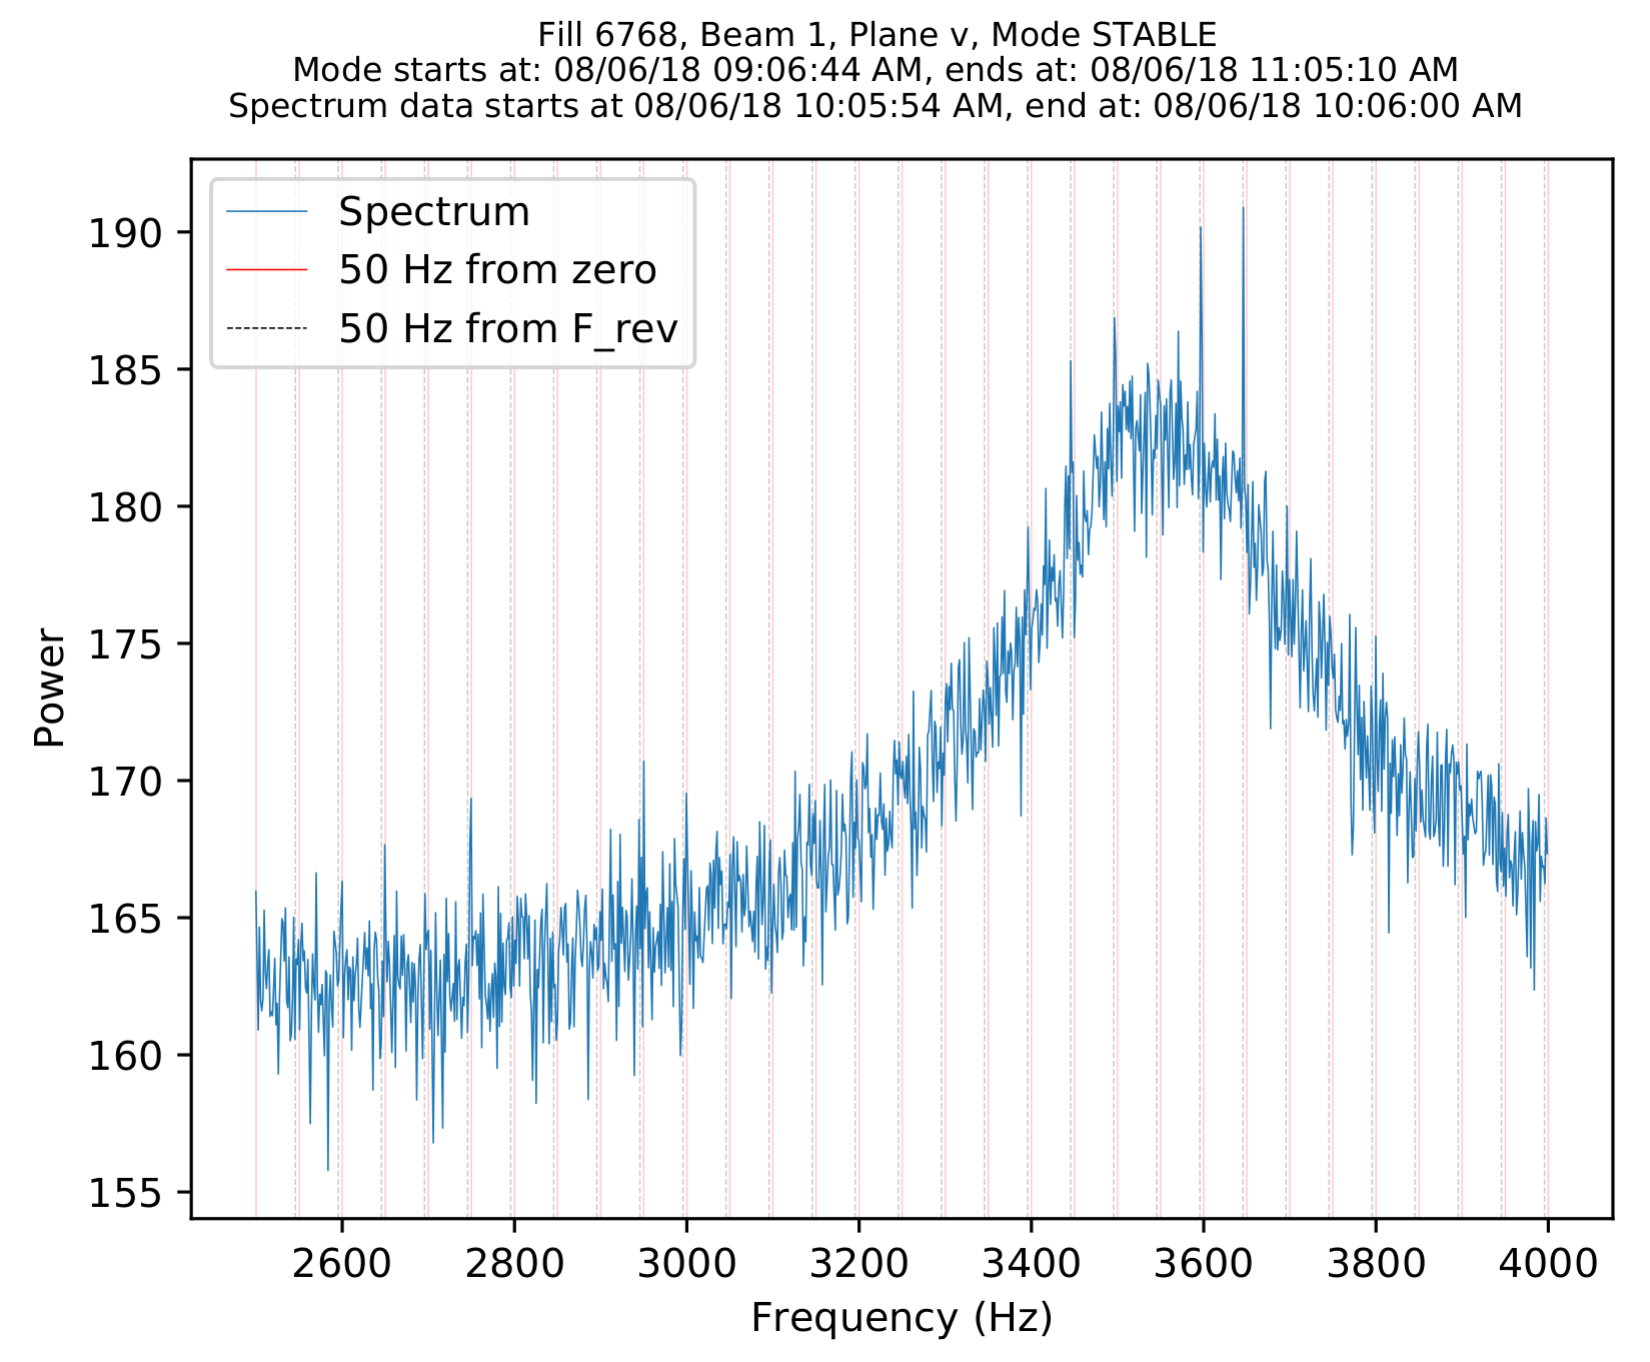 Fill 6768, Beam 1, Plane v, Mode STABLE
Mode starts at: 08/06/18 09:06:44 AM, ends at: 08/06/18 11:05:10 AM
Spectrum data starts at 08/06/18 10:05:54 AM, end at: 08/06/18 10:06:00 AM
Spectrum
50 Hz from zero
50 Hz from F_rev
190
185
180
175
170
165
160
155
Power
2600 2800 3000 3200 3400 3600 3800 4000
Frequency (Hz)